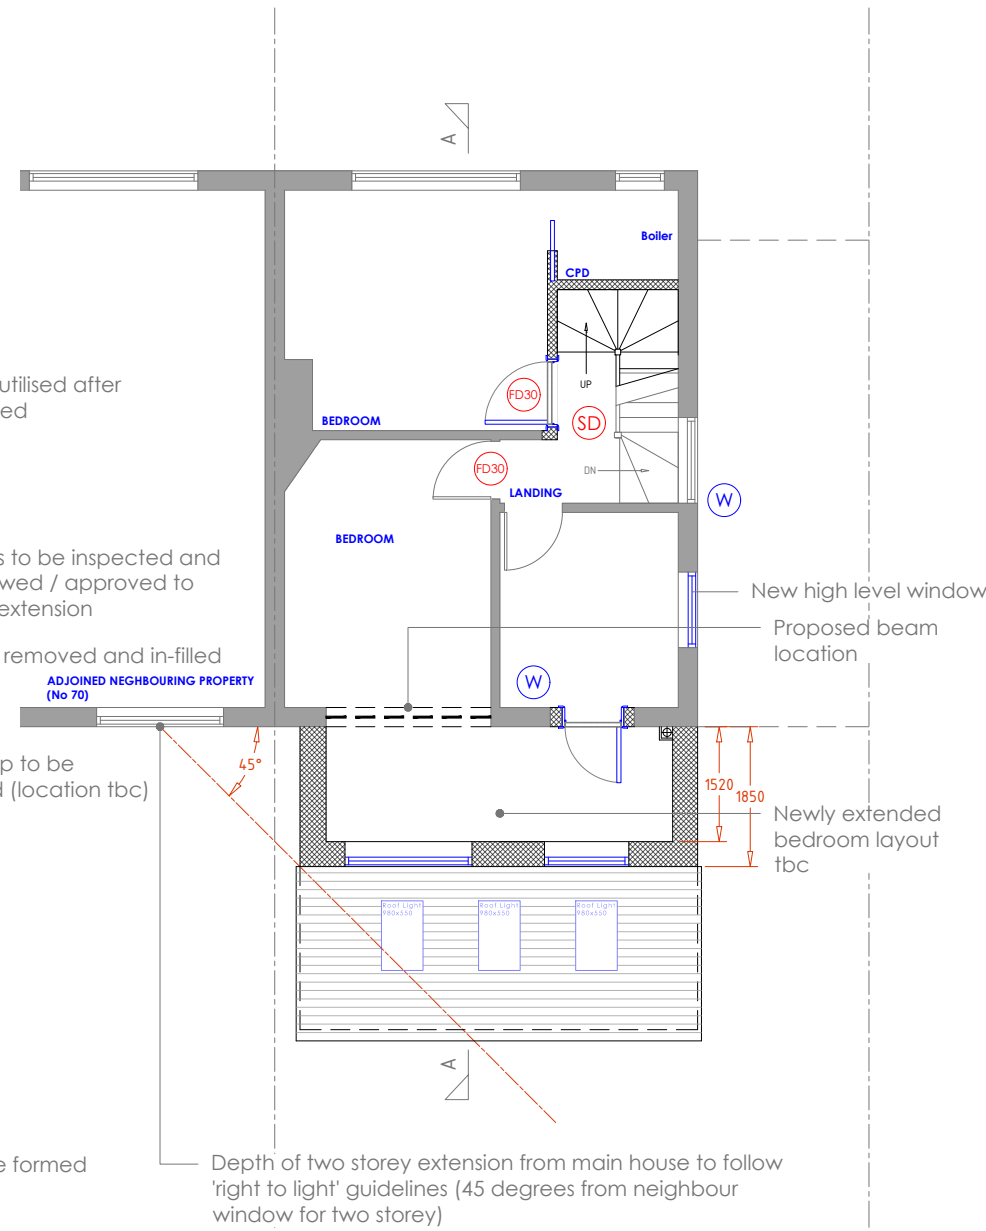 A
Boiler
CPD
utilised after
ed
UP
FD30
SD
BEDROOM
FD30
DN
LANDING
W
BEDROOM
s to be inspected and
wed / approved to
extension
New high level window
Proposed beam
location
removed and in-filled
ADJOINED NEGHBOURING PROPERTY
(No 70)
W
p to be
d (location tbc)
45°
1520
1850
Newly extended
bedroom layout
tbc
Roof Light
980x550
Roof Light
980x550
Roof Light
980x550
A
e formed
Depth of two storey extension from main house to follow
'right to light' guidelines (45 degrees from neighbour
window for two storey)